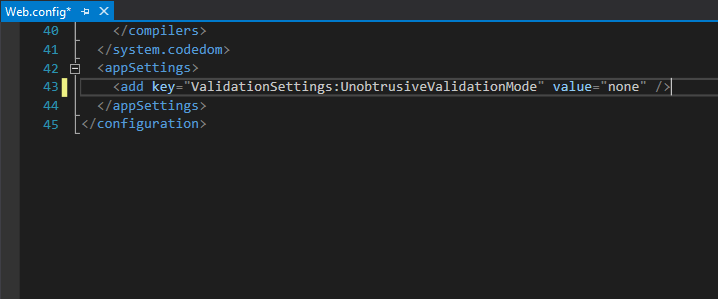 Web.config*
40 </compilers>
41 </system.codedom>
42 <appSettings>
43 <add key="ValidationSettings:UnobtrusiveValidationMode" value="none" />
44 </appSettings>
45 </configuration>